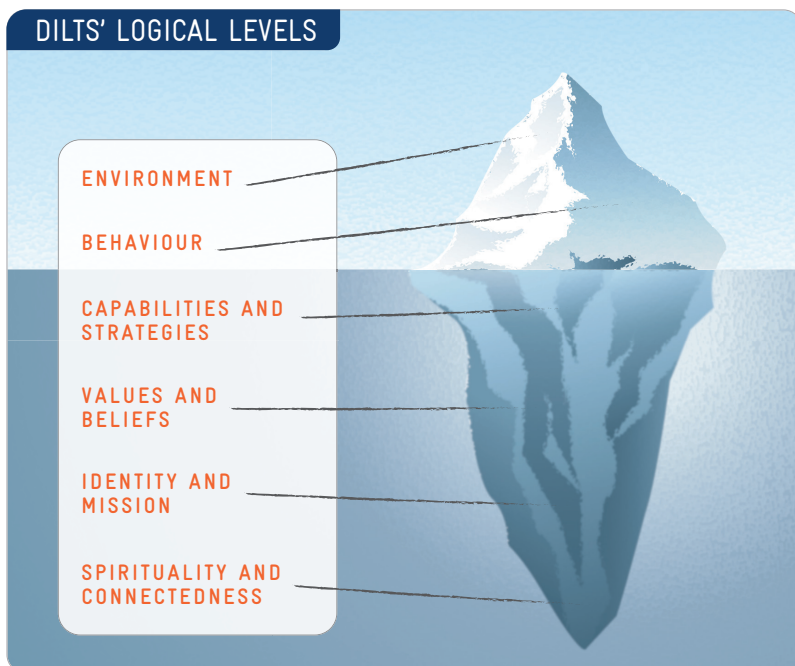 DILTS' LOGICAL LEVELS
ENVIRONMENT
BEHAVIOUR
CAPABILITIES AND
STRATEGIES
VALUES AND
BELIEFS
IDENTITY AND
MISSION
SPIRITUALITY AND
CONNECTEDNESS